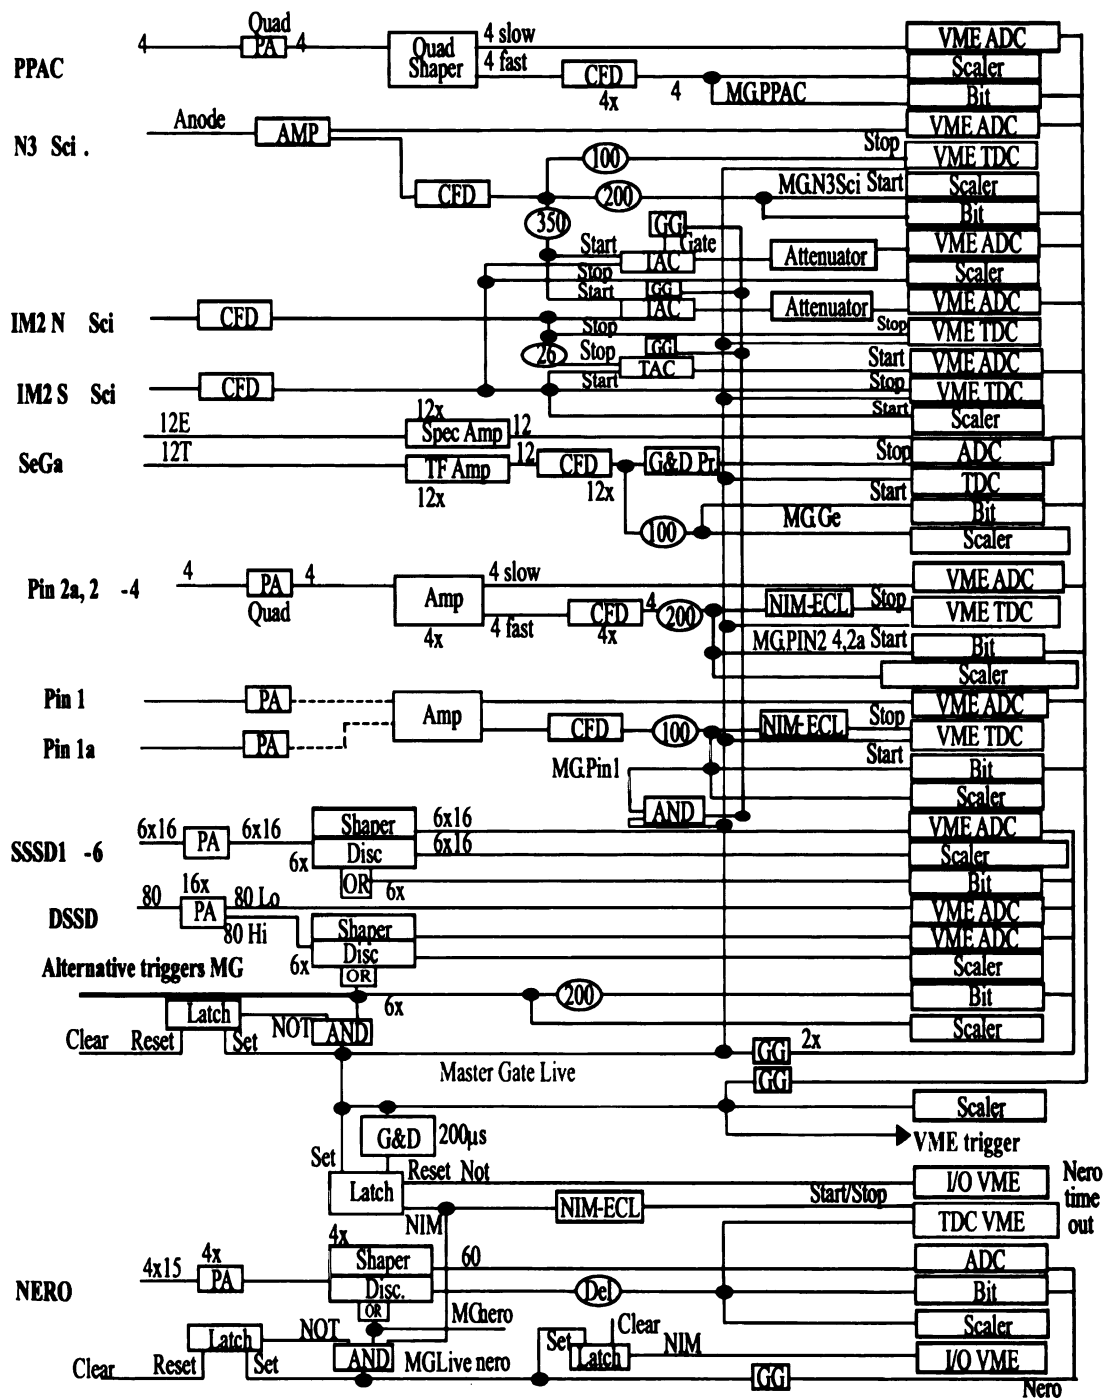 Quad
4 PA 4 Quad Shaper 4 slow VME ADC
PPAC 4 fast CFD Scaler
4x 4 MG.PPAC Bit
Anode AMP VME ADC
N3 Sci . 100 Stop VME TDC
CFD 200 MG.N3Sci Start Scaler
350 Bit
GG
Start Gate TAC Attenuator VME ADC
Stop Scaler
Start GG TAC Attenuator VME ADC
IM2 N Sci CFD Stop Stop VME TDC
26 Stop GG TAC Start VME ADC
IM2 S Sci CFD Start Stop VME TDC
12x Start Scaler
12E Spec Amp 12
SeGa 12T TF Amp 12 CFD G&D Pr. Stop ADC
12x 12x TDC
Start Bit
100 MG.Ge Scaler
Pin 2a, 2 -4 4 PA 4 Amp 4 slow VME ADC
Quad 4x 4 fast CFD 4 200 NIM-ECL Stop VME TDC
4x MG.PIN2 4,2a Start Bit
Scaler
Pin 1 PA Amp VME ADC
Pin 1a PA CFD 100 NIM-ECL Stop VME TDC
MG.Pin1 Start Bit
AND Scaler
6x16 PA 6x16 Shaper 6x16 VME ADC
SSSD1 -6 6x Disc 6x16 Scaler
OR 6x Bit
16x
80 PA 80 Lo VME ADC
DSSD 80 Hi Shaper VME ADC
6x Disc Scaler
Alternative triggers MG OR
6x 200 Bit
Latch NOT AND Scaler
Clear Reset Set GG 2x
Master Gate Live GG
Scaler
G&D 200μs VME trigger
Set Reset Not I/O VME Nero time out
Latch NIM NIM-ECL Start/Stop TDC VME
4x
4x Shaper 60 ADC
NERO 4x15 PA Disc. Del Bit
OR MGnero Scaler
Latch NOT AND Set Clear Latch NIM I/O VME
Clear Reset Set MGLive nero GG Nero